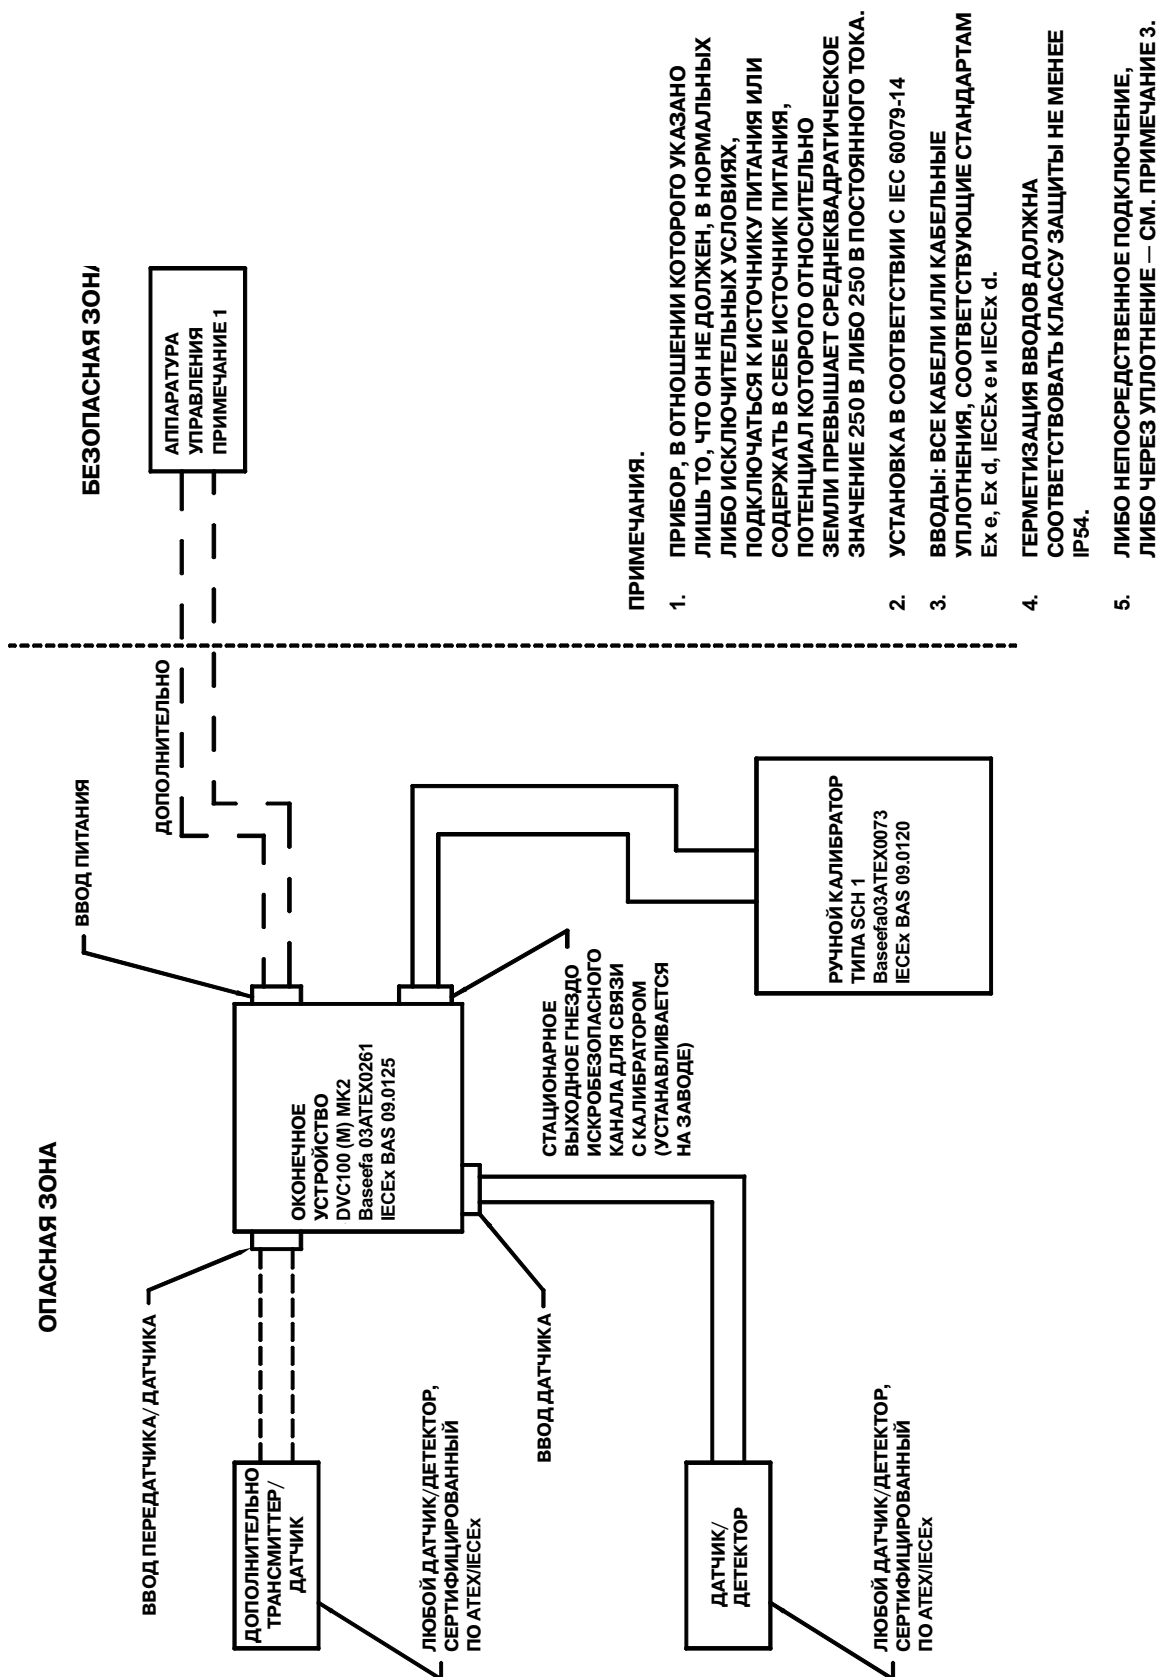 ОПАСНАЯ ЗОНА
БЕЗОПАСНАЯ ЗОН
ВВОД ПЕРЕДАТЧИКА/ ДАТЧИКА
ВВОД ПИТАНИЯ
ДОПОЛНИТЕЛЬНО
АППАРАТУРА
УПРАВЛЕНИЯ
ПРИМЕЧАНИЕ 1
ДОПОЛНИТЕЛЬНО
ТРАНСМИТТЕР/
ДАТЧИК
ЛЮБОЙ ДАТЧИК/ДЕТЕКТОР,
СЕРТИФИЦИРОВАННЫЙ
ПО ATEX/IECEx
ОКОНЕЧНОЕ
УСТРОЙСТВО
DVC100 (M) MK2
Baseefa 03ATEX0261
IECEx BAS 09.0125
ВВОД ДАТЧИКА
СТАЦИОНАРНОЕ
ВЫХОДНОЕ ГНЕЗДО
ИСКРОБЕЗОПАСНОГО
КАНАЛА ДЛЯ СВЯЗИ
С КАЛИБРАТОРОМ
(УСТАНАВЛИВАЕТСЯ
НА ЗАВОДЕ)
ДАТЧИК/
ДЕТЕКТОР
ЛЮБОЙ ДАТЧИК/ДЕТЕКТОР,
СЕРТИФИЦИРОВАННЫЙ
ПО ATEX/IECEx
РУЧНОЙ КАЛИБРАТОР
ТИПА SCH 1
Baseefa03ATEX0073
IECEx BAS 09.0120
ПРИМЕЧАНИЯ.
1. ПРИБОР, В ОТНОШЕНИИ КОТОРОГО УКАЗАНО
ЛИШЬ ТО, ЧТО ОН НЕ ДОЛЖЕН, В НОРМАЛЬНЫХ
ЛИБО ИСКЛЮЧИТЕЛЬНЫХ УСЛОВИЯХ,
ПОДКЛЮЧАТЬСЯ К ИСТОЧНИКУ ПИТАНИЯ ИЛИ
СОДЕРЖАТЬ В СЕБЕ ИСТОЧНИК ПИТАНИЯ,
ПОТЕНЦИАЛ КОТОРОГО ОТНОСИТЕЛЬНО
ЗЕМЛИ ПРЕВЫШАЕТ СРЕДНЕКВАДРАТИЧЕСКОЕ
ЗНАЧЕНИЕ 250 В ЛИБО 250 В ПОСТОЯННОГО ТОКА.
2. УСТАНОВКА В СООТВЕТСТВИИ С IEC 60079-14
3. ВВОДЫ: ВСЕ КАБЕЛИ ИЛИ КАБЕЛЬНЫЕ
УПЛОТНЕНИЯ, СООТВЕТСТВУЮЩИЕ СТАНДАРТАМ
Ex e, Ex d, IECEx e и IECEx d.
4. ГЕРМЕТИЗАЦИЯ ВВОДОВ ДОЛЖНА
СООТВЕТСТВОВАТЬ КЛАССУ ЗАЩИТЫ НЕ МЕНЕЕ
IP54.
5. ЛИБО НЕПОСРЕДСТВЕННОЕ ПОДКЛЮЧЕНИЕ,
ЛИБО ЧЕРЕЗ УПЛОТНЕНИЕ — СМ. ПРИМЕЧАНИЕ 3.